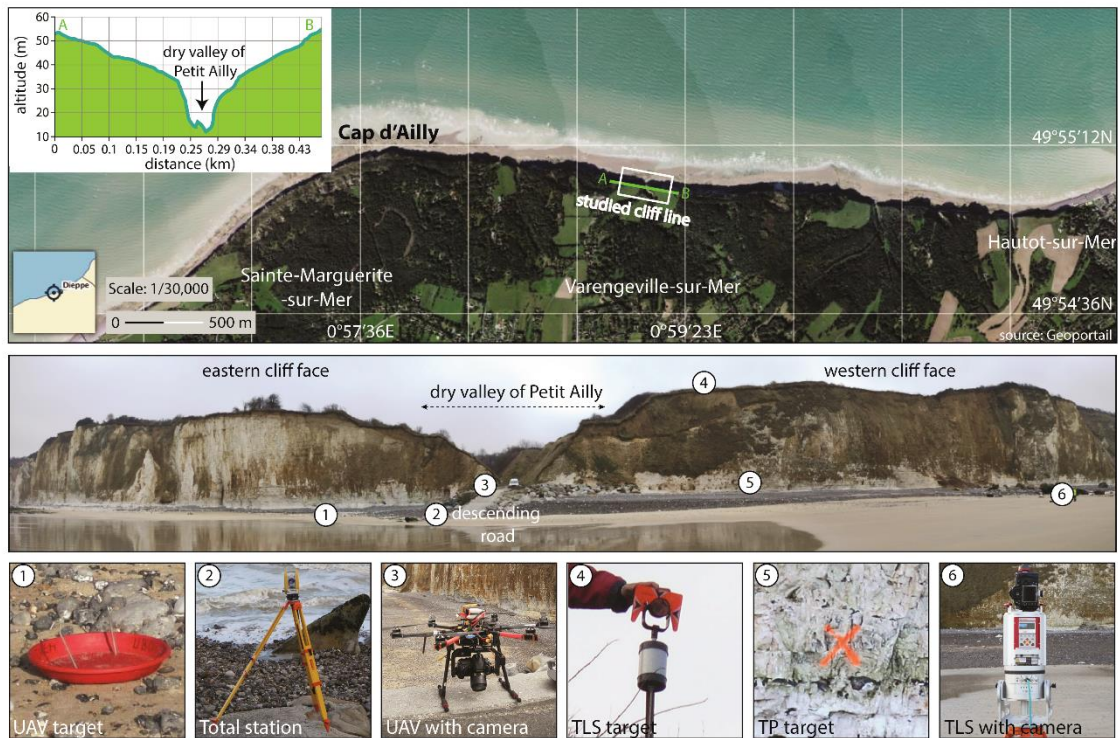 60
50
40
30
20
10
altitude (m)
A
B
dry valley of
Petit Ailly
0 0.05 0.1 0.15 0.19 0.25 0.29 0.34 0.38 0.43
distance (km)
Cap d'Ailly
49°55'12N
A
B
studied cliff line
Hautot-sur-Mer
Sainte-Marguerite
-sur-Mer
Varengeville-sur-Mer
Dieppe
Scale: 1/30,000
0 500 m
49°54'36N
0°57'36E
0°59'23E
source: Geoportail
eastern cliff face
dry valley of Petit Ailly
western cliff face
4
3
5
6
1
2
descending
road
1
UAV target
2
Total station
3
UAV with camera
4
TLS target
5
TP target
6
TLS with camera